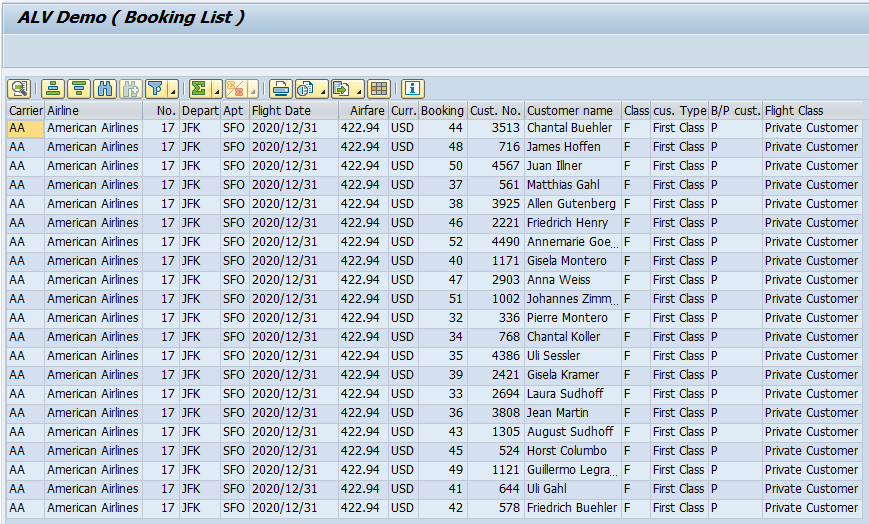 ALV Demo ( Booking List )
Carrier Airline No. Depart Apt Flight Date Airfare Curr. Booking Cust. No. Customer name Class cus. Type B/P cust. Flight Class
AA American Airlines 17 JFK SFO 2020/12/31 422.94 USD 44 3513 Chantal Buehler F First Class P Private Customer
AA American Airlines 17 JFK SFO 2020/12/31 422.94 USD 48 716 James Hoffen F First Class P Private Customer
AA American Airlines 17 JFK SFO 2020/12/31 422.94 USD 50 4567 Juan Illner F First Class P Private Customer
AA American Airlines 17 JFK SFO 2020/12/31 422.94 USD 37 561 Matthias Gahl F First Class P Private Customer
AA American Airlines 17 JFK SFO 2020/12/31 422.94 USD 38 3925 Allen Gutenberg F First Class P Private Customer
AA American Airlines 17 JFK SFO 2020/12/31 422.94 USD 46 2221 Friedrich Henry F First Class P Private Customer
AA American Airlines 17 JFK SFO 2020/12/31 422.94 USD 52 4490 Annemarie Goe... F First Class P Private Customer
AA American Airlines 17 JFK SFO 2020/12/31 422.94 USD 40 1171 Gisela Montero F First Class P Private Customer
AA American Airlines 17 JFK SFO 2020/12/31 422.94 USD 47 2903 Anna Weiss F First Class P Private Customer
AA American Airlines 17 JFK SFO 2020/12/31 422.94 USD 51 1002 Johannes Zimm... F First Class P Private Customer
AA American Airlines 17 JFK SFO 2020/12/31 422.94 USD 32 336 Pierre Montero F First Class P Private Customer
AA American Airlines 17 JFK SFO 2020/12/31 422.94 USD 34 768 Chantal Koller F First Class P Private Customer
AA American Airlines 17 JFK SFO 2020/12/31 422.94 USD 35 4386 Uli Sessler F First Class P Private Customer
AA American Airlines 17 JFK SFO 2020/12/31 422.94 USD 39 2421 Gisela Kramer F First Class P Private Customer
AA American Airlines 17 JFK SFO 2020/12/31 422.94 USD 33 2694 Laura Sudhoff F First Class P Private Customer
AA American Airlines 17 JFK SFO 2020/12/31 422.94 USD 36 3808 Jean Martin F First Class P Private Customer
AA American Airlines 17 JFK SFO 2020/12/31 422.94 USD 43 1305 August Sudhoff F First Class P Private Customer
AA American Airlines 17 JFK SFO 2020/12/31 422.94 USD 45 524 Horst Columbo F First Class P Private Customer
AA American Airlines 17 JFK SFO 2020/12/31 422.94 USD 49 1121 Guillermo Legra... F First Class P Private Customer
AA American Airlines 17 JFK SFO 2020/12/31 422.94 USD 41 644 Uli Gahl F First Class P Private Customer
AA American Airlines 17 JFK SFO 2020/12/31 422.94 USD 42 578 Friedrich Buehler F First Class P Private Customer